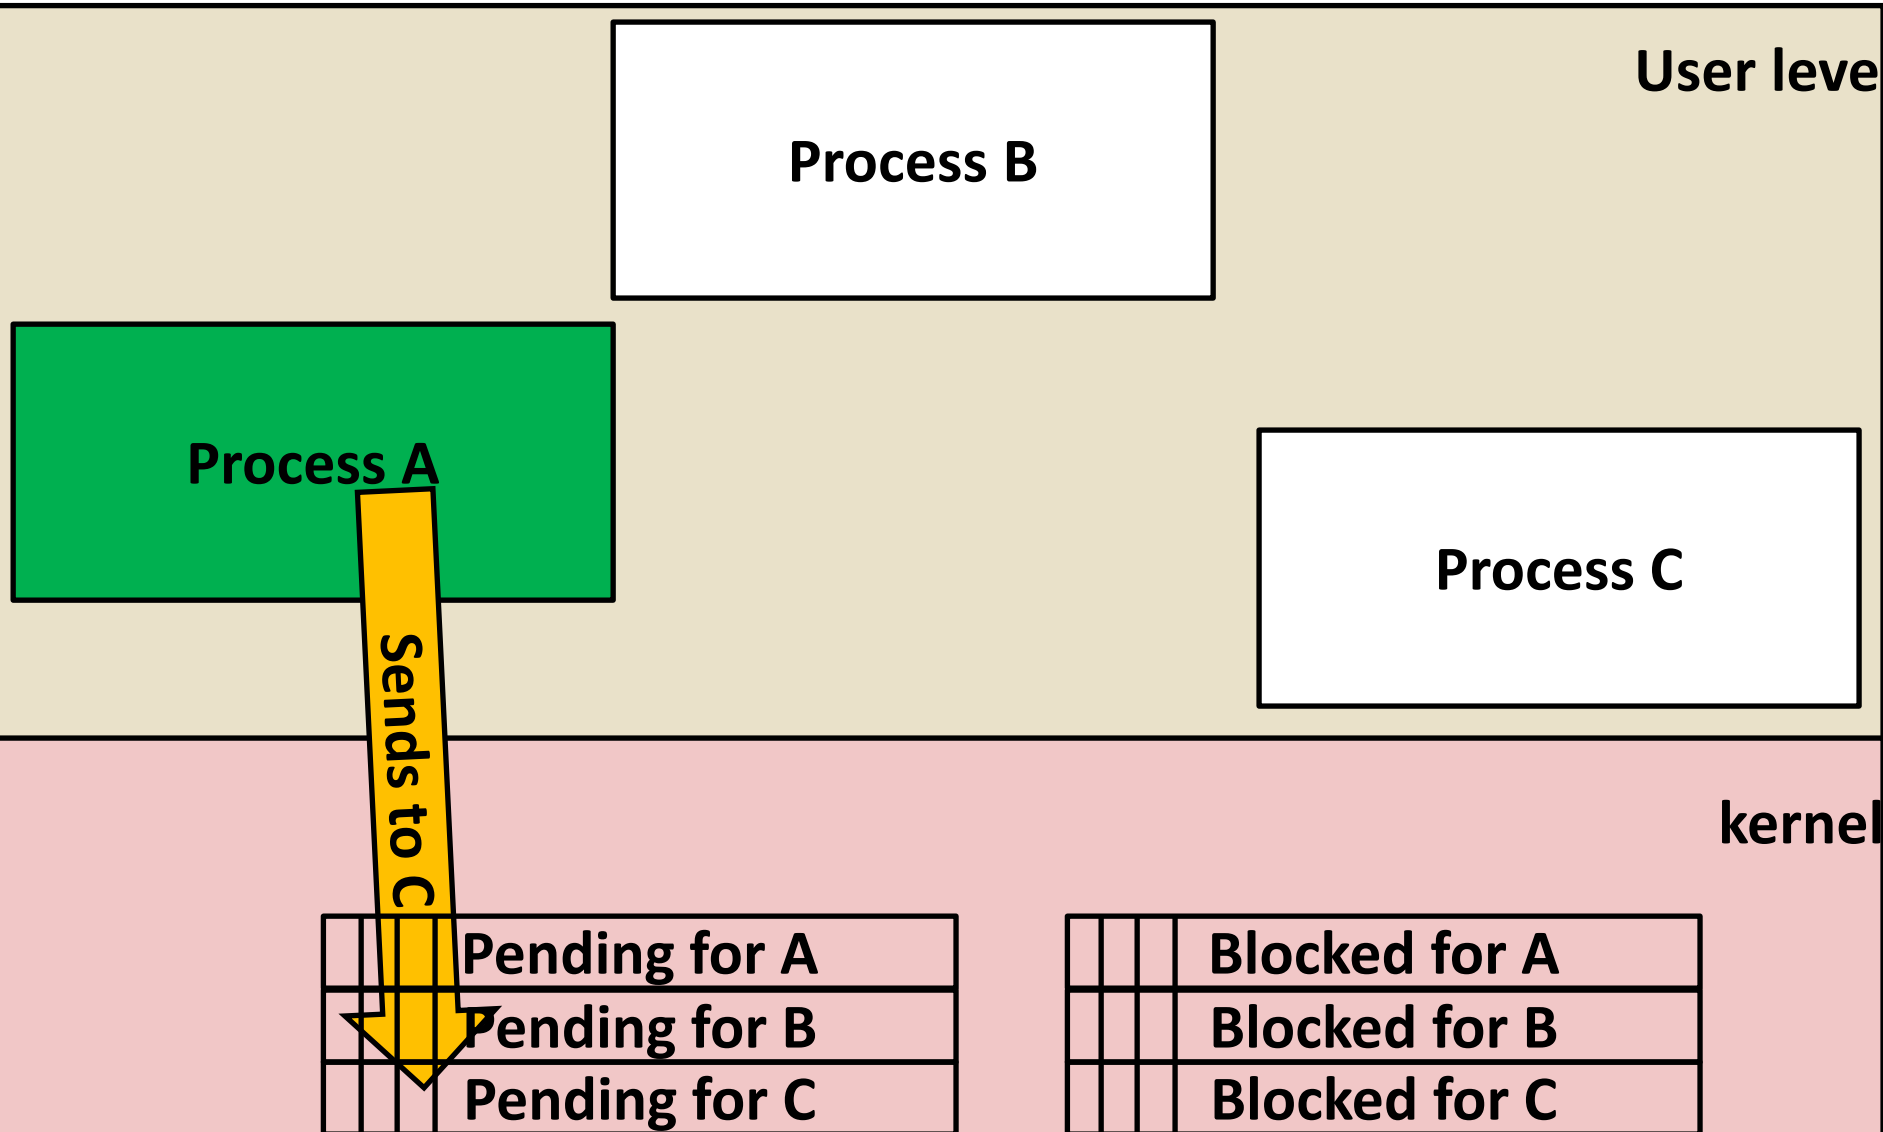 User leve
Process B
Process A
Process C
Sends to C
kernel
Pending for A
Blocked for A
Pending for B
Blocked for B
Pending for C
Blocked for C